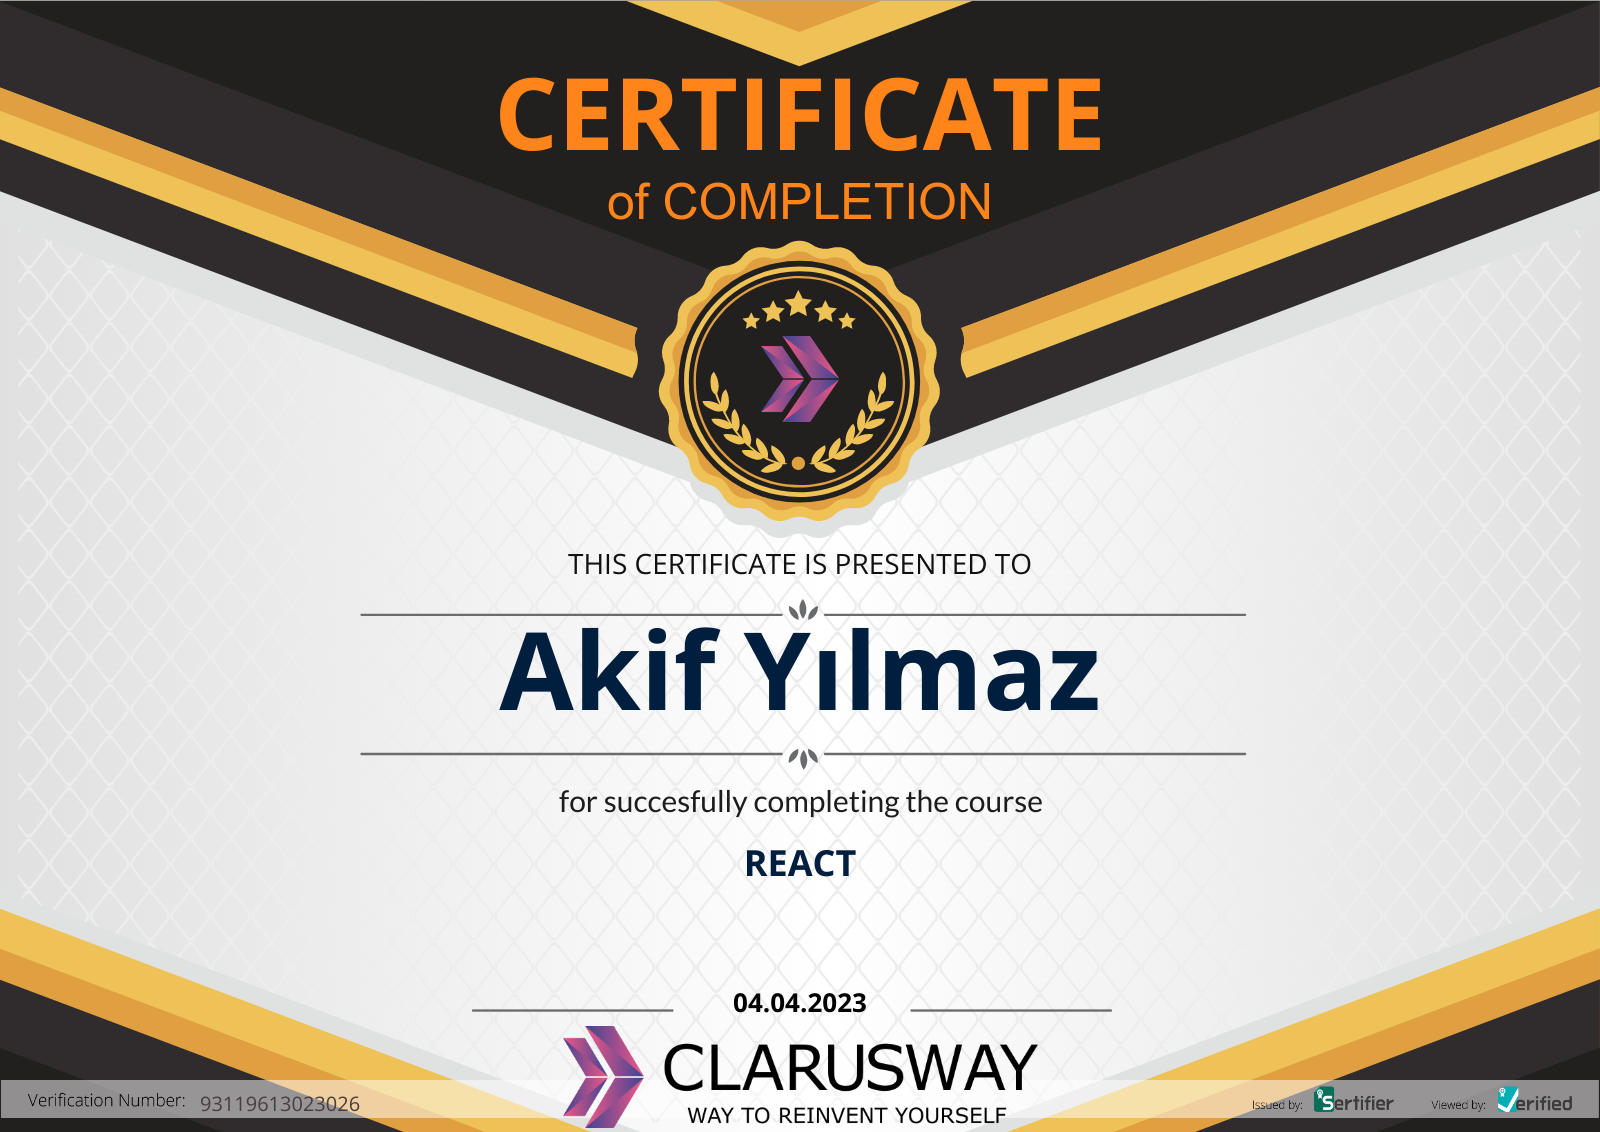 CERTIFICATE
of COMPLETION
THIS CERTIFICATE IS PRESENTED TO
Akif Yılmaz
for succesfully completing the course
REACT
04.04.2023
CLARUSWAY
WAY TO REINVENT YOURSELF
Verification Number: 93119613023026
Issued by: Sertifier Viewed by: Verified